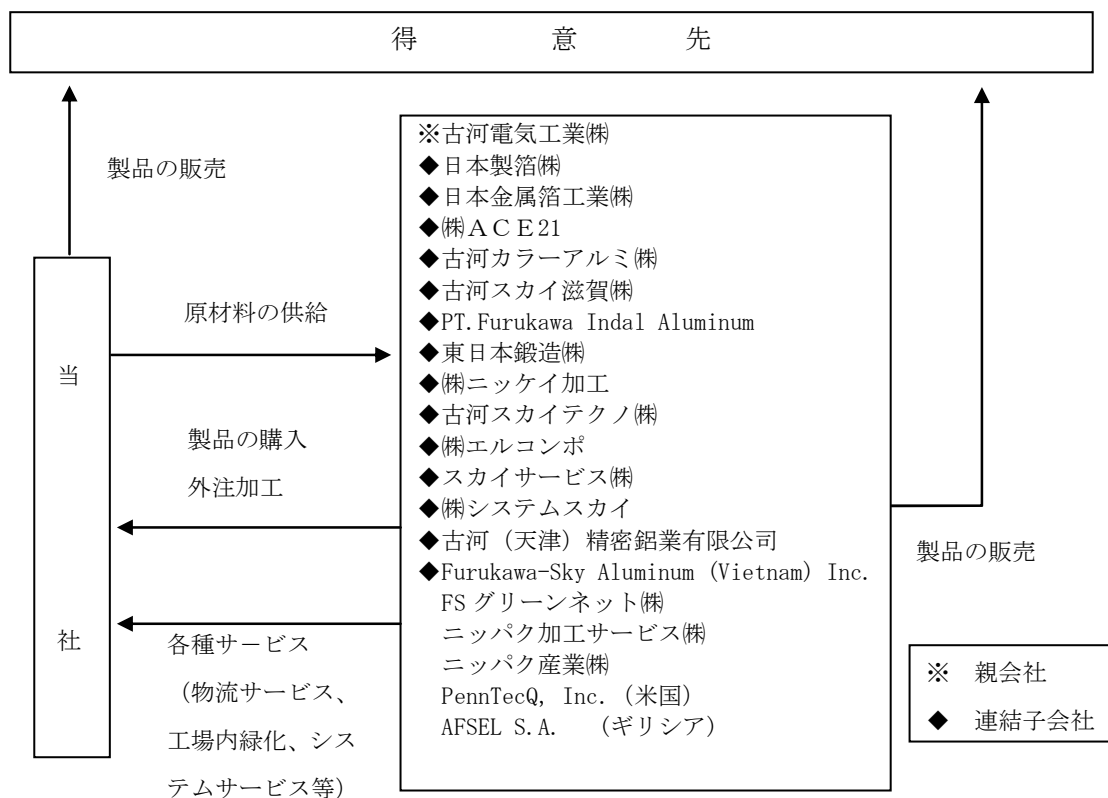 得 意 先
製品の販売
当社
原材料の供給
製品の購入
外注加工
各種サービス
（物流サービス、
工場内緑化、シス
テムサービス等）
※古河電気工業㈱
◆日本製箔㈱
◆日本金属箔工業㈱
◆㈱ＡＣＥ21
◆古河カラーアルミ㈱
◆古河スカイ滋賀㈱
◆PT.Furukawa Indal Aluminum
◆東日本鍛造㈱
◆㈱ニッケイ加工
◆古河スカイテクノ㈱
◆㈱エルコンポ
◆スカイサービス㈱
◆㈱システムスカイ
◆古河（天津）精密鋁業有限公司
◆Furukawa-Sky Aluminum (Vietnam) Inc.
FS グリーンネット㈱
ニッパク加工サービス㈱
ニッパク産業㈱
PennTecQ, Inc.（米国）
AFSEL S.A. （ギリシア）
製品の販売
※ 親会社
◆ 連結子会社